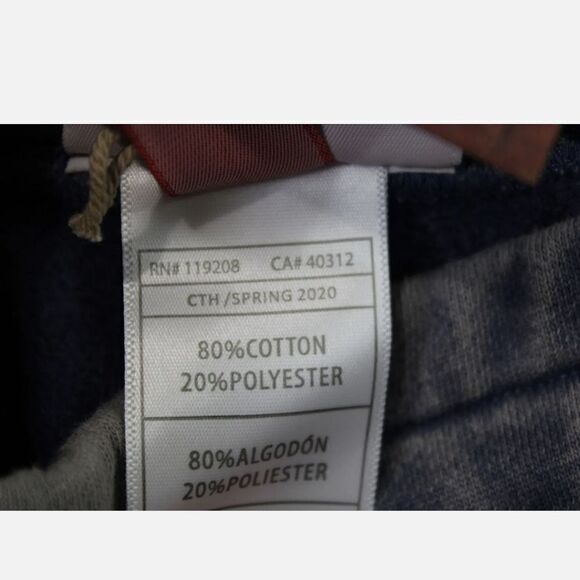 RN# 119208 CA# 40312
CTH /SPRING 2020
80%COTTON
20%POLYESTER
80%ALGODÓN
20%POLIESTER